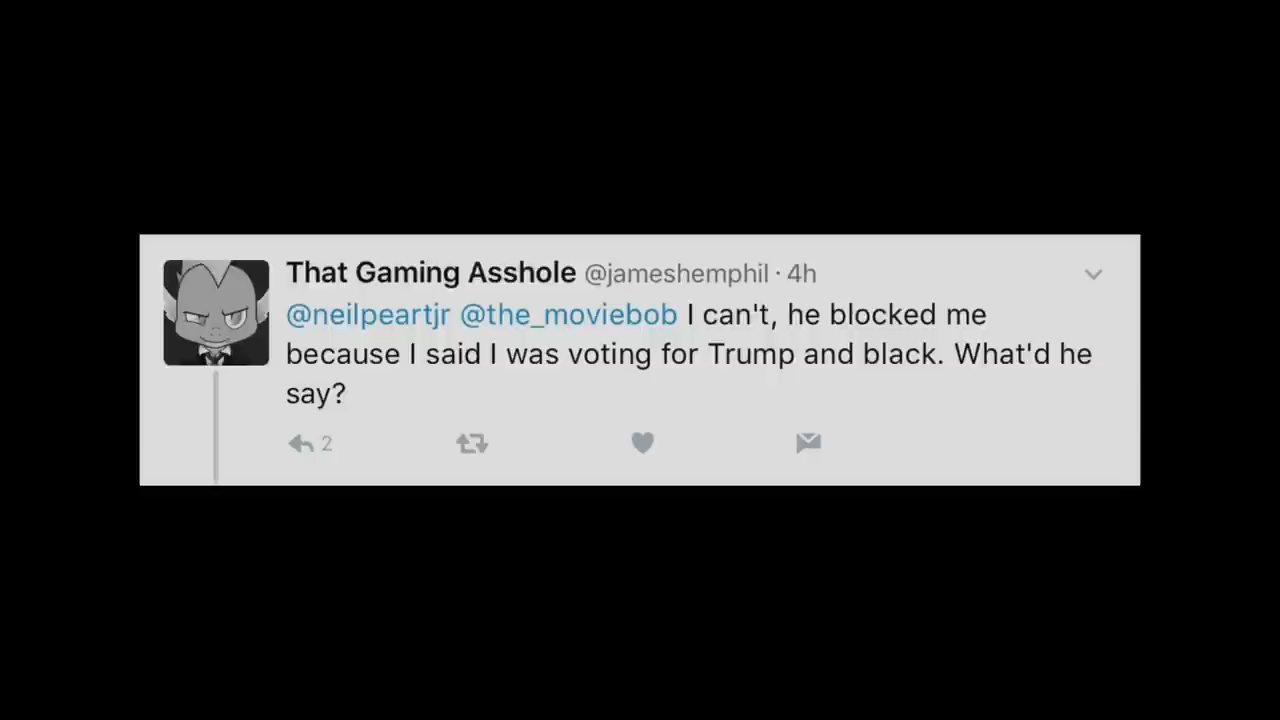 That Gaming Asshole @jameshemphil · 4h
@neilpeartjr @the_moviebob I can't, he blocked me
because I said I was voting for Trump and black. What'd he
say?
2